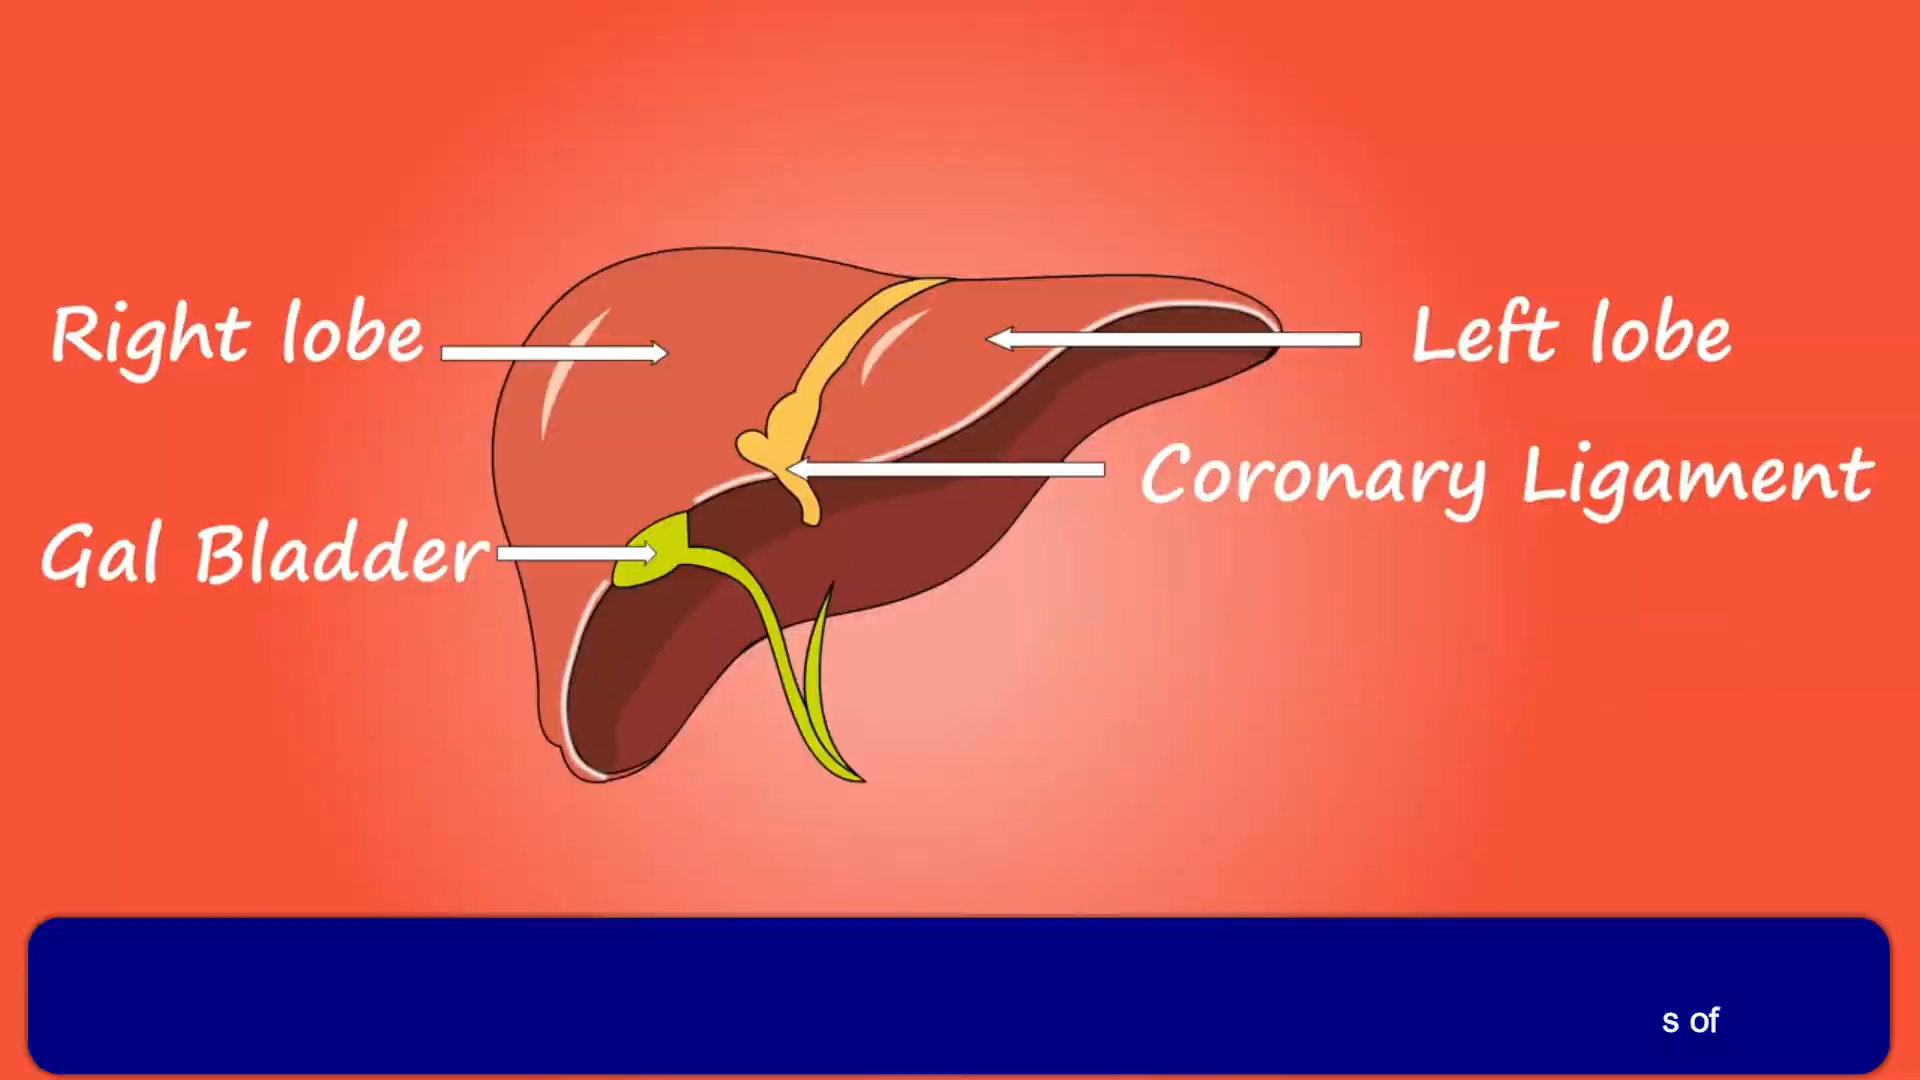 Right lobe
Left lobe
Coronary Ligament
Gal Bladder
s of